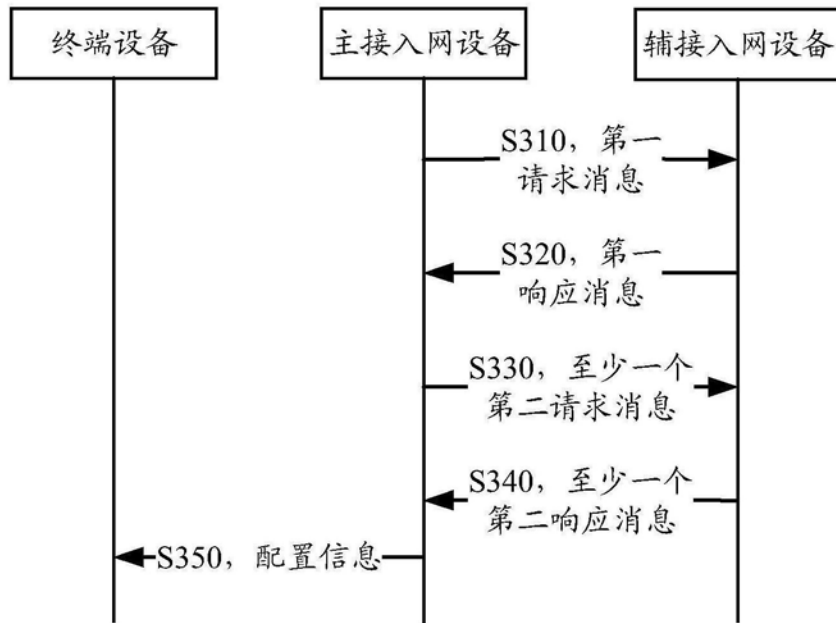 终端设备
主接入网设备
辅接入网设备
S310，第一
请求消息
S320，第一
响应消息
S330，至少一个
第二请求消息
S340，至少一个
第二响应消息
S350，配置信息